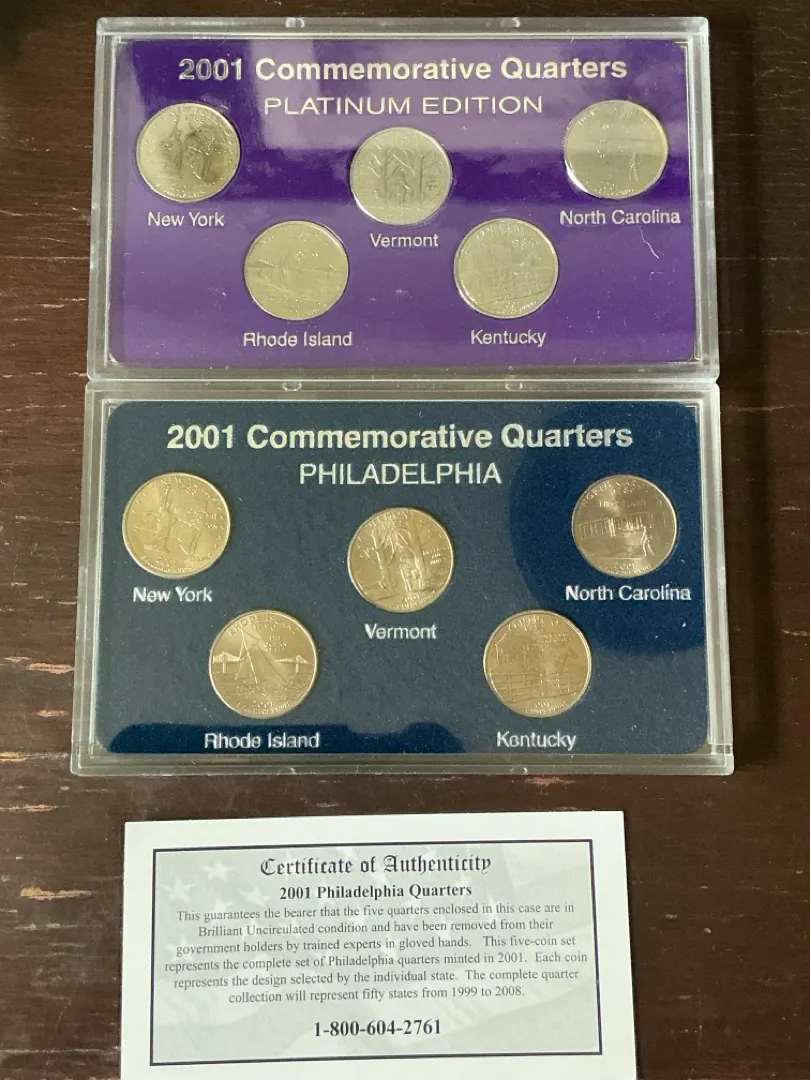 2001 Commemorative Quarters
PLATINUM EDITION
New York
Vermont
North Carolina
Rhode Island
Kentucky
2001 Commemorative Quarters
PHILADELPHIA
New York
Vermont
North Carolina
Rhode Island
Kentucky
Certificate of Authenticity
2001 Philadelphia Quarters
This guarantees the bearer that the five quarters enclosed in this case are in
Brilliant Uncirculated condition and have been removed from their
government holders by trained experts in gloved hands. This five-coin set
represents the complete set of Philadelphia quarters minted in 2001. Each coin
represents the design selected by the individual state. The complete quarter
collection will represent fifty states from 1999 to 2008.
1-800-604-2761